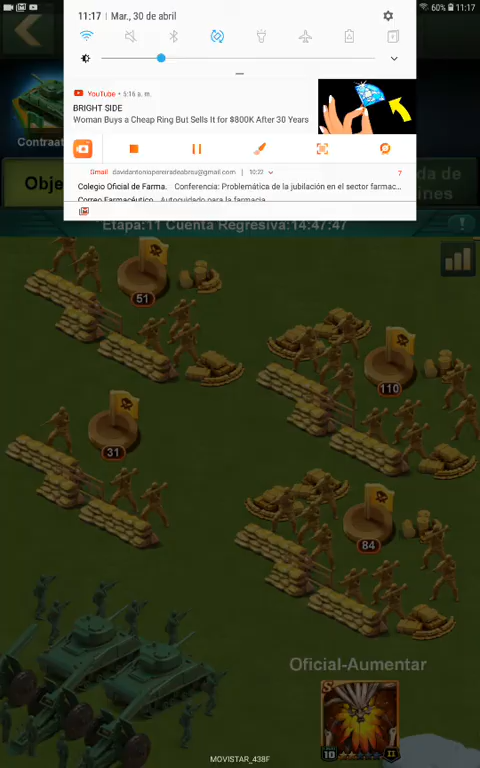 60% 11:17
11:17 | Mar., 30 de abril
YouTube • 5:16 a. m.
BRIGHT SIDE
Woman Buys a Cheap Ring But Sells It for $800K After 30 Years
Gmail davidantoniopereiradeabreu@gmail.com | 10:22
7
Colegio Oficial de Farma. Conferencia: Problemática de la jubilación en el sector farmac...
Correo Farmacéutico Autocuidado para la farmacia
Contraat
Obje
da de
ines
Etapa:11 Cuenta Regresiva:14:47:47
51
110
31
84
Oficial-Aumentar
S
10
II
MOVISTAR_438F